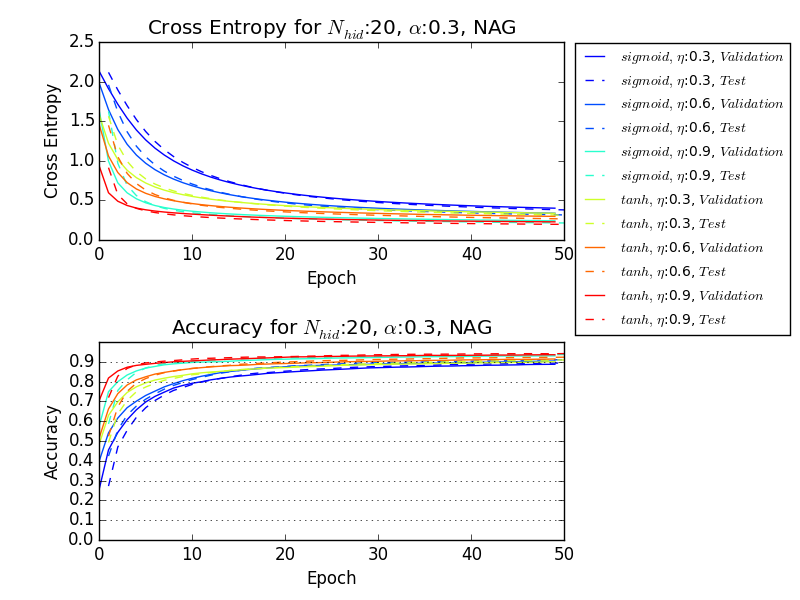 Cross Entropy for N_hid:20, α:0.3, NAG
2.5
2.0
1.5
1.0
0.5
0.0
Cross Entropy
0 10 20 30 40 50
Epoch
sigmoid, η:0.3, Validation
sigmoid, η:0.3, Test
sigmoid, η:0.6, Validation
sigmoid, η:0.6, Test
sigmoid, η:0.9, Validation
sigmoid, η:0.9, Test
tanh, η:0.3, Validation
tanh, η:0.3, Test
tanh, η:0.6, Validation
tanh, η:0.6, Test
tanh, η:0.9, Validation
tanh, η:0.9, Test
Accuracy for N_hid:20, α:0.3, NAG
0.9
0.8
0.7
0.6
0.5
0.4
0.3
0.2
0.1
0.0
Accuracy
0 10 20 30 40 50
Epoch